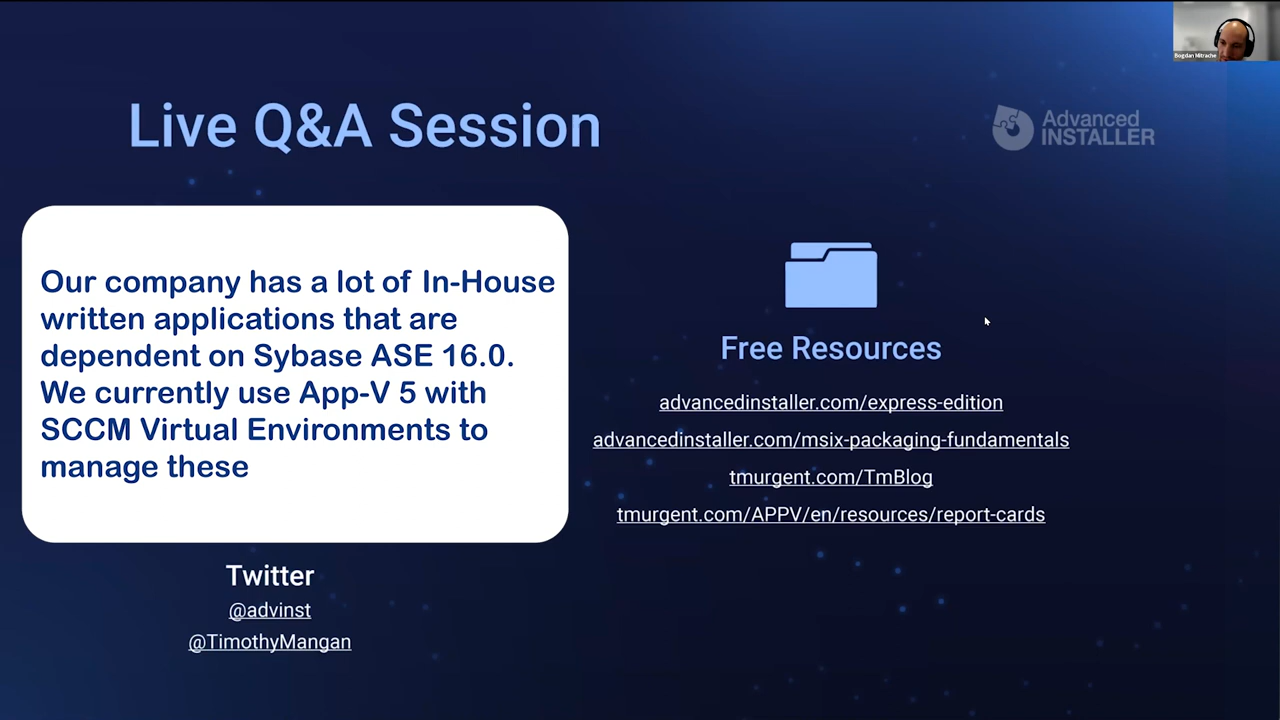 Bogdan Mitrache
Live Q&A Session
Advanced
INSTALLER
Our company has a lot of In-House
written applications that are
dependent on Sybase ASE 16.0.
We currently use App-V 5 with
SCCM Virtual Environments to
manage these
Free Resources
advancedinstaller.com/express-edition
advancedinstaller.com/msix-packaging-fundamentals
tmurgent.com/TmBlog
tmurgent.com/APPV/en/resources/report-cards
Twitter
@advinst
@TimothyMangan